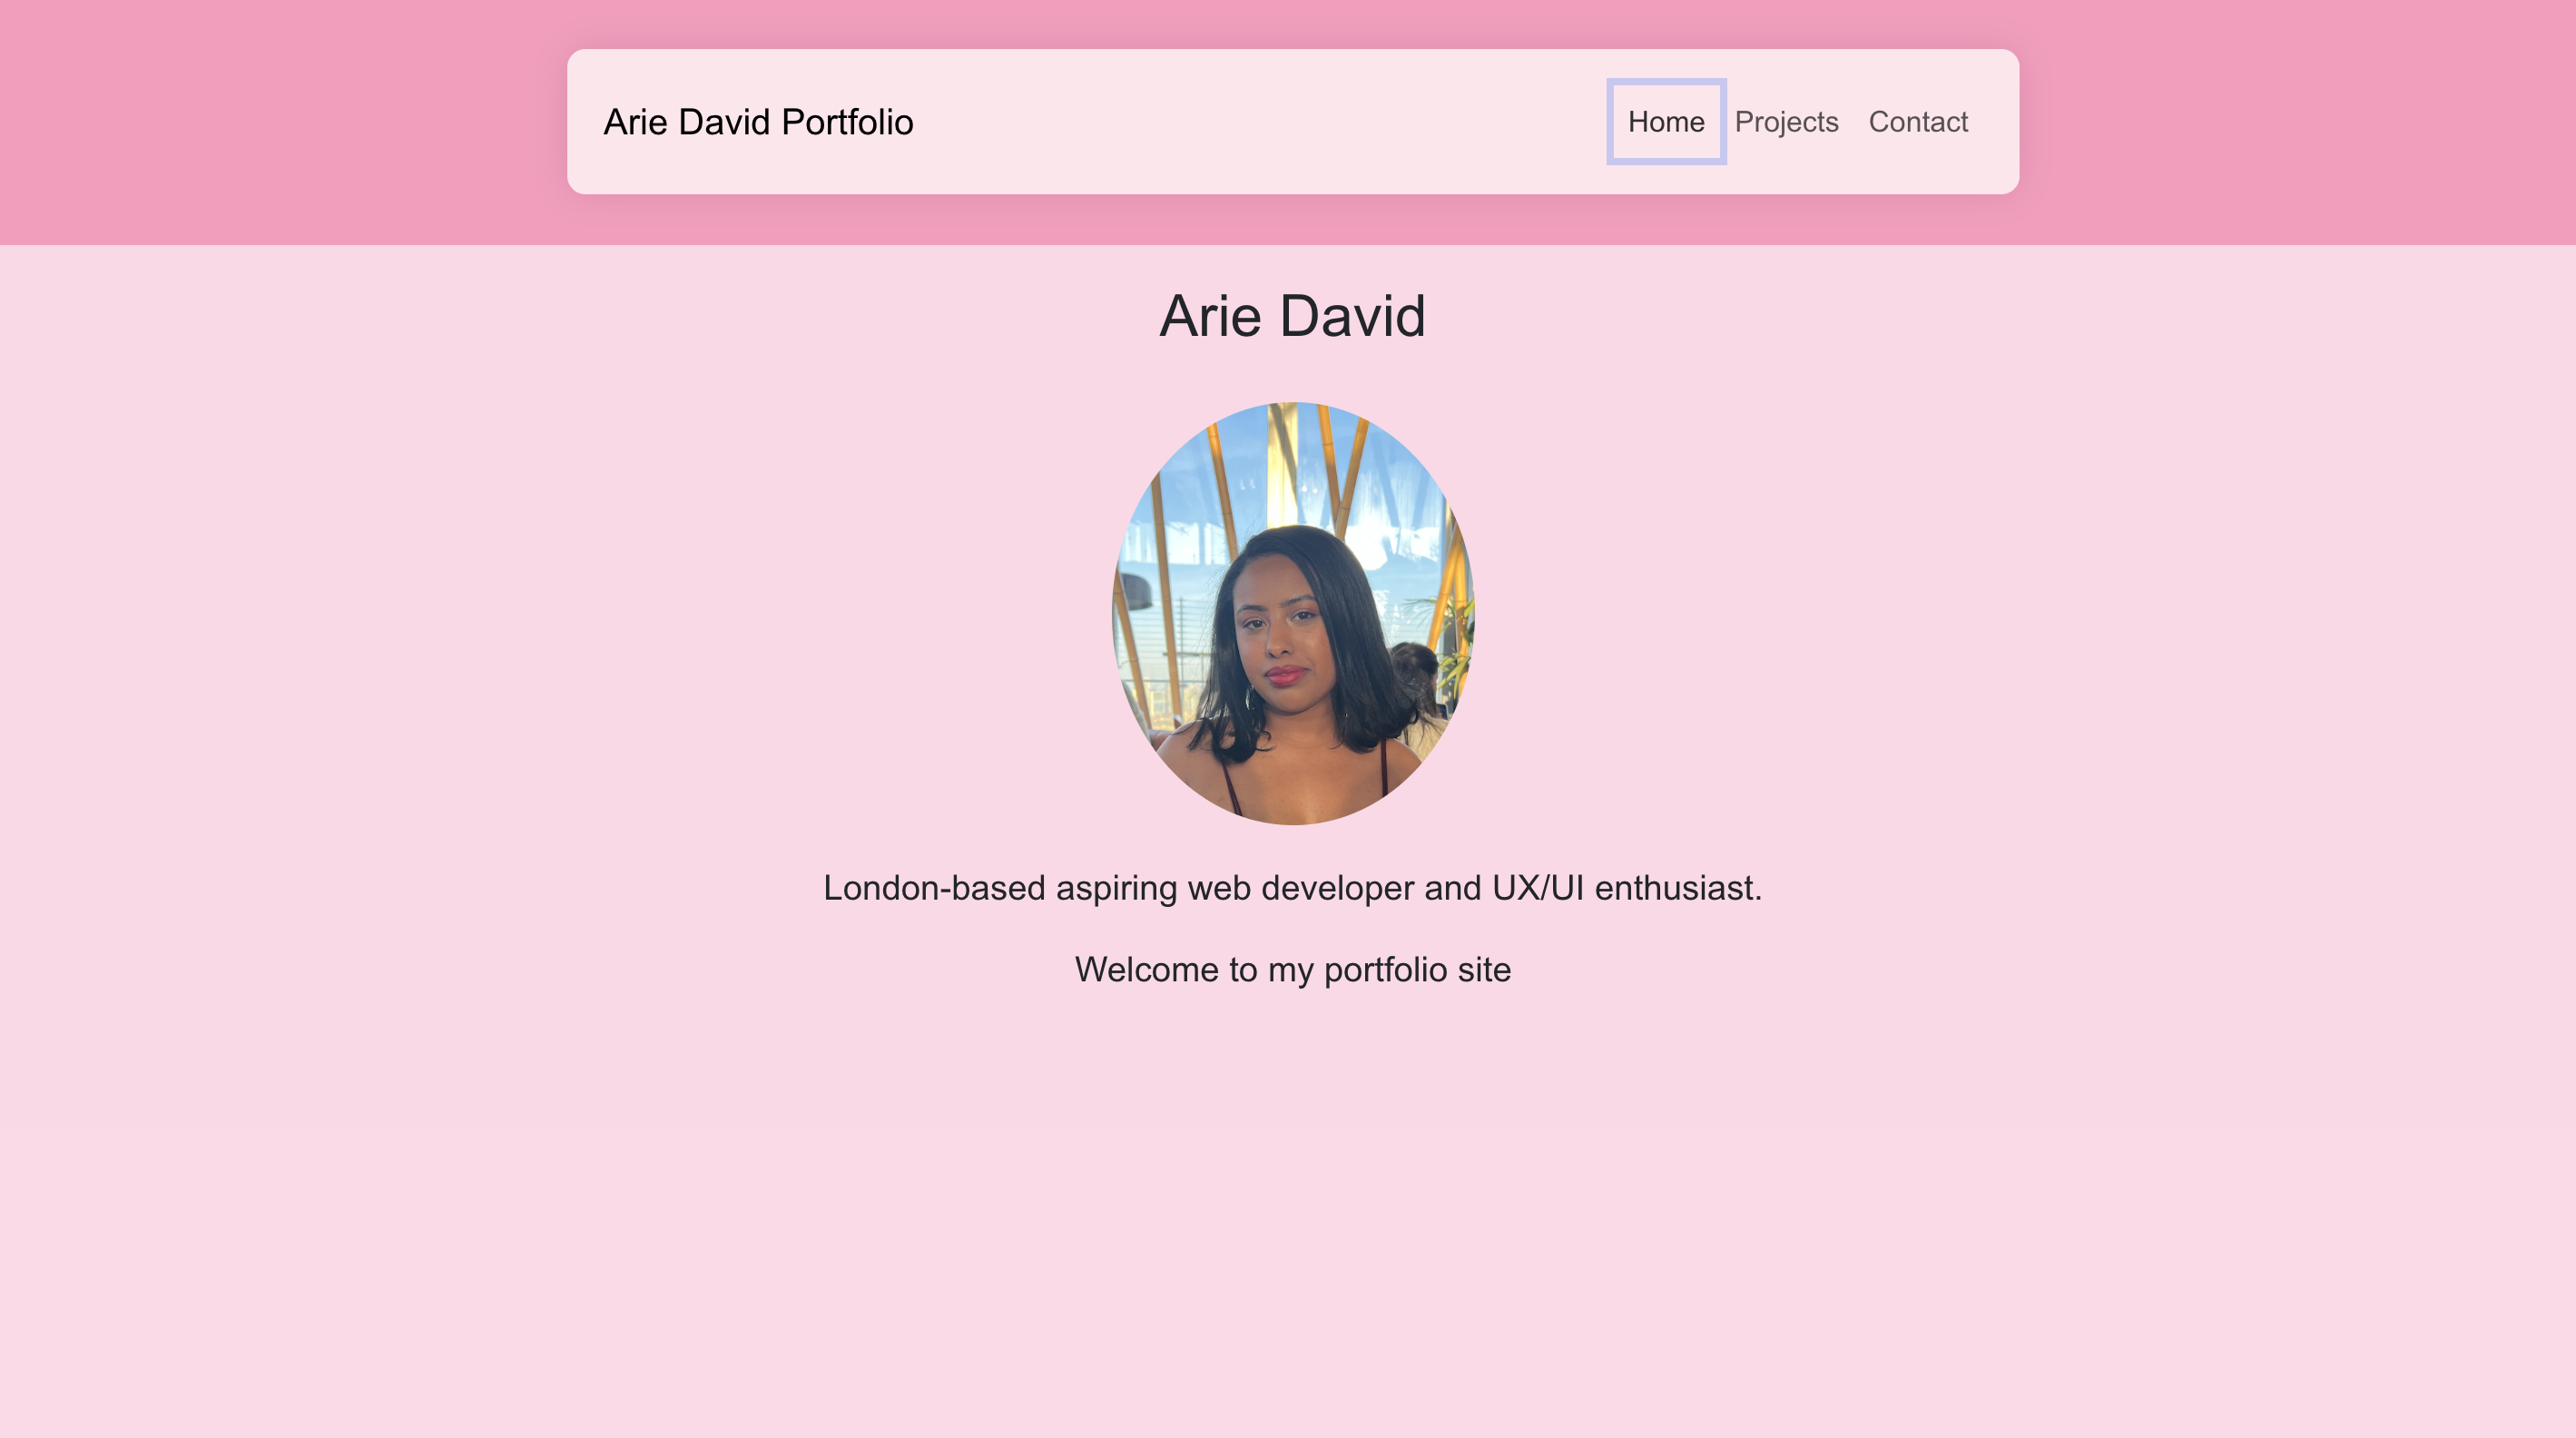 Arie David Portfolio
Home Projects Contact
Arie David
London-based aspiring web developer and UX/UI enthusiast.
Welcome to my portfolio site